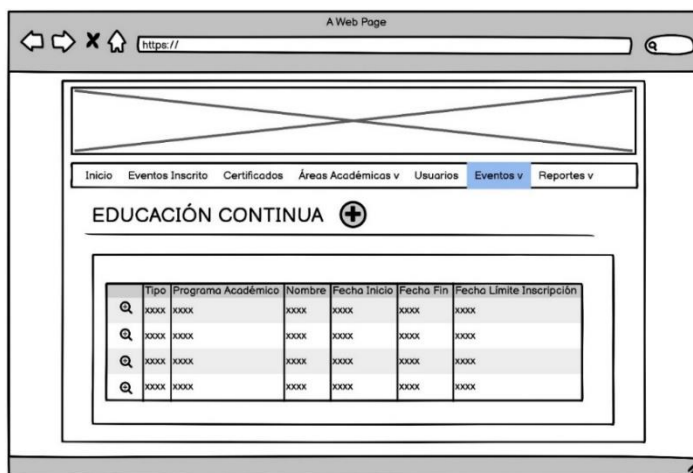 A Web Page
https://
Inicio Eventos Inscrito Certificados Áreas Académicas v Usuarios Eventos v Reportes v
EDUCACIÓN CONTINUA
Tipo Programa Académico Nombre Fecha Inicio Fecha Fin Fecha Límite Inscripción
xxxx xxxx xxxx xxxx xxxx xxxx
xxxx xxxx xxxx xxxx xxxx xxxx
xxxx xxxx xxxx xxxx xxxx xxxx
xxxx xxxx xxxx xxxx xxxx xxxx